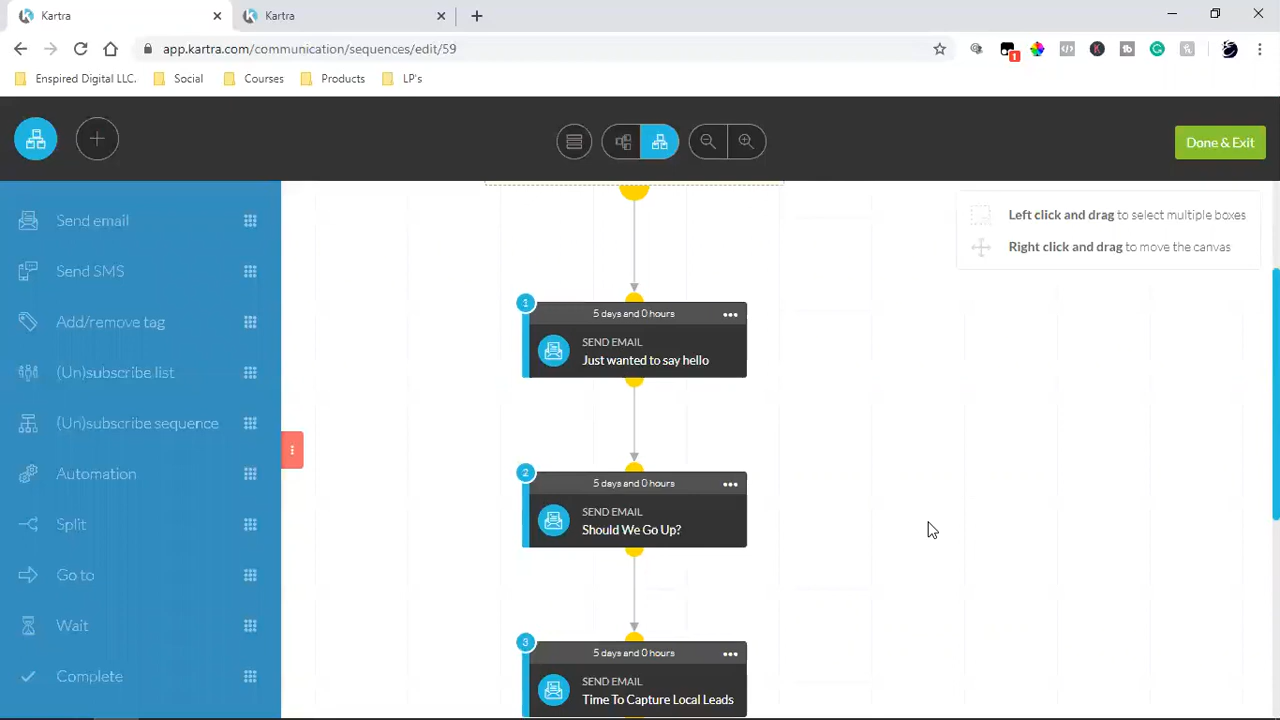 Kartra
Kartra
app.kartra.com/communication/sequences/edit/59
1
Enspired Digital LLC.
Social
Courses
Products
LP's
Done & Exit
Send email
Send SMS
Add/remove tag
(Un)subscribe list
(Un)subscribe sequence
Automation
Split
Go to
Wait
Complete
Left click and drag to select multiple boxes
Right click and drag to move the canvas
1
5 days and 0 hours
SEND EMAIL
Just wanted to say hello
2
5 days and 0 hours
SEND EMAIL
Should We Go Up?
3
5 days and 0 hours
SEND EMAIL
Time To Capture Local Leads